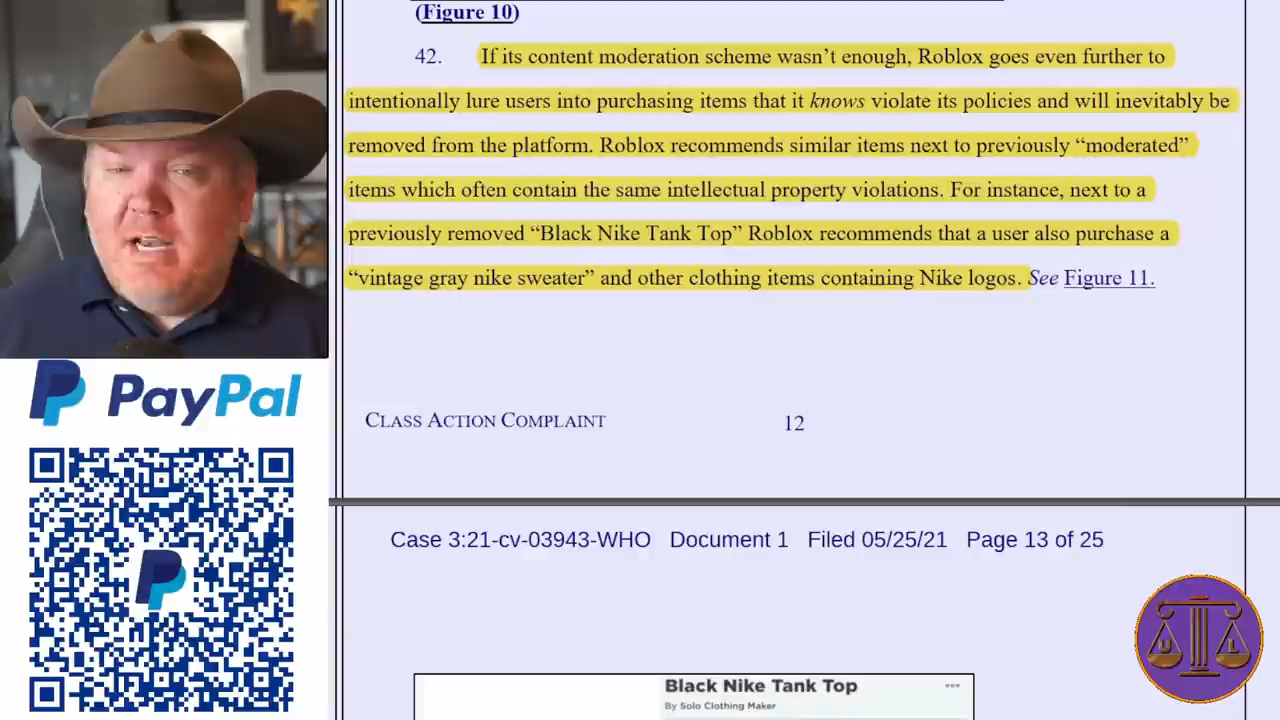 (Figure 10)
42. If its content moderation scheme wasn’t enough, Roblox goes even further to
intentionally lure users into purchasing items that it knows violate its policies and will inevitably be
removed from the platform. Roblox recommends similar items next to previously “moderated”
items which often contain the same intellectual property violations. For instance, next to a
previously removed “Black Nike Tank Top” Roblox recommends that a user also purchase a
“vintage gray nike sweater” and other clothing items containing Nike logos. See Figure 11.
CLASS ACTION COMPLAINT 12
Case 3:21-cv-03943-WHO Document 1 Filed 05/25/21 Page 13 of 25
Black Nike Tank Top
By Solo Clothing Maker
PayPal
U L